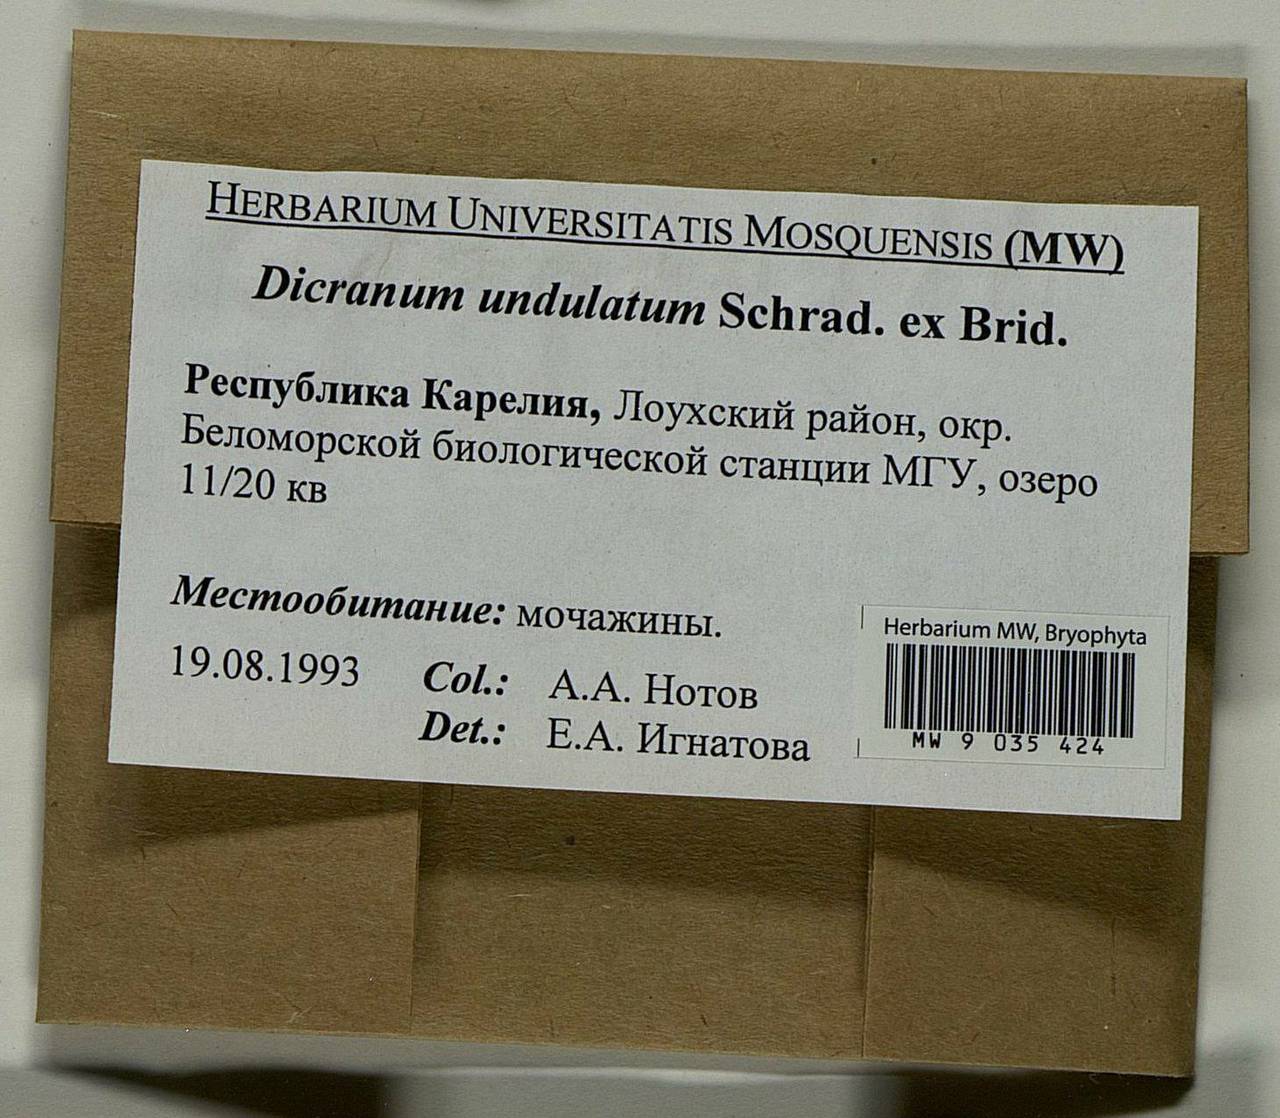 HERBARIUM UNIVERSITATIS MOSQUENSIS (MW)
Dicranum undulatum Schrad. ex Brid.
Республика Карелия, Лоухский район, окр.
Беломорской биологической станции МГУ, озеро
11/20 кв
Местообитание: мочажины.
19.08.1993 Col.: А.А. Нотов
Det.: Е.А. Игнатова
Herbarium MW, Bryophyta
MW 9 035 424